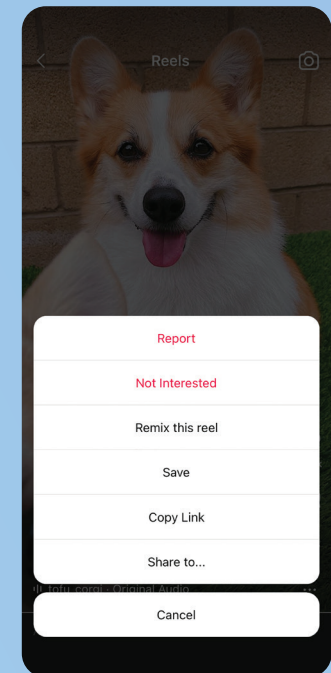 Reels
Report
Not Interested
Remix this reel
Save
Copy Link
Share to...
tofu_corgi · Original Audio
Cancel